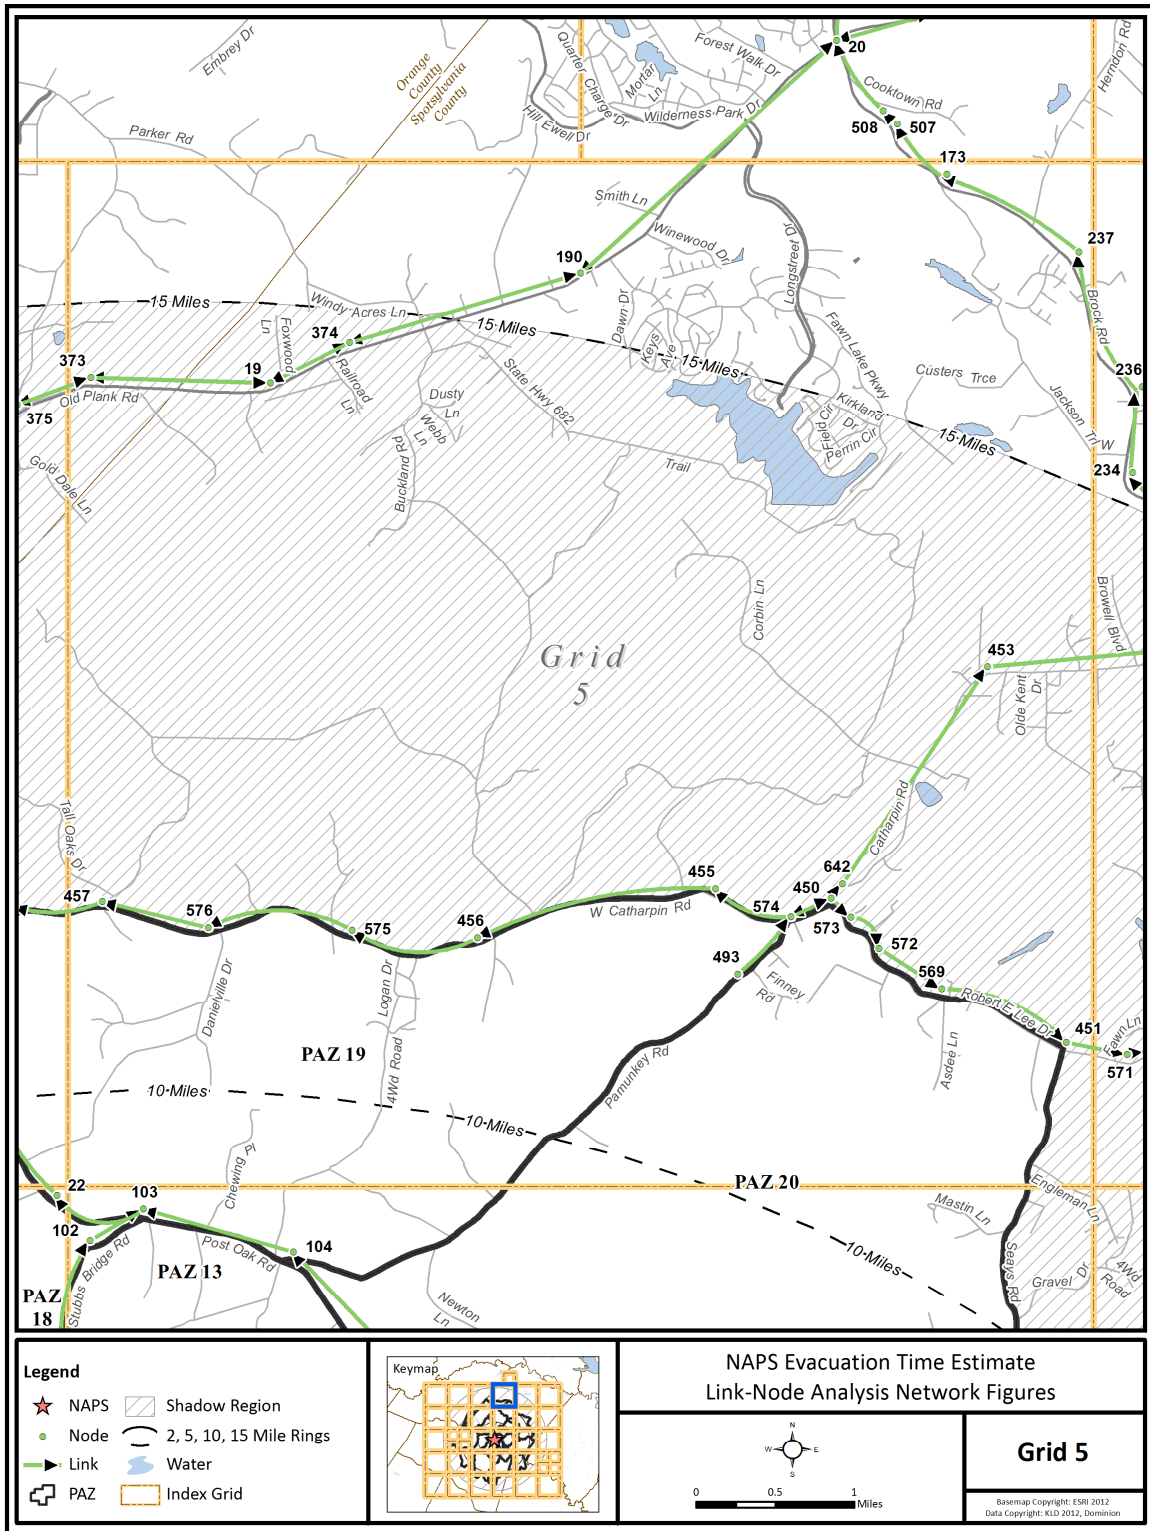 Embrey Dr
Orange
County
Spotsylvania
County
Quarter Charge Dr
Mortar
Ln
Forest Walk Dr
20
Herndon Rd
Cooktown Rd
Hill Ewell Dr
Wilderness Park Dr
508
507
Parker Rd
173
Smith Ln
Winewood Dr
Longstreet Dr
237
190
15 Miles
Windy Acres Ln
15 Miles
Dawn Dr
Keys
Ave
15 Miles
Fawn Lake Pkwy
Brock Rd
Foxwood
Ln
374
373
19
Railroad
Ln
State Hwy 682
Custers Trce
236
375
Old Plank Rd
Dusty
Ln
Webb
Ln
Buckland Rd
Field Cir
Kirkland
Dr
Perrin Cir
Jackson Trl W
15 Miles
Gold Dale Ln
Trail
234
Corbin Ln
Browell Blvd
Grid
5
453
Olde Kent
Dr
Tall Oaks Dr
Catharpin Rd
642
455
450
457
576
575
456
W Catharpin Rd
574
573
572
493
Finney
Rd
569
Robert E Lee Dr
451
Fawn Ln
571
Danielville Dr
Logan Dr
4Wd Road
PAZ 19
Pamunkey Rd
Asdee Ln
10 Miles
10 Miles
Chewing Pl
PAZ 20
22
103
Engleman Ln
Mastin Ln
102
Stubbs Bridge Rd
Post Oak Rd
104
10 Miles
Seays Rd
Gravel Dr
4Wd
Road
PAZ 13
PAZ
18
Newton
Ln
Legend
NAPS
Shadow Region
Node
2, 5, 10, 15 Mile Rings
Link
Water
PAZ
Index Grid
Keymap
NAPS Evacuation Time Estimate
Link-Node Analysis Network Figures
N
W
E
S
0
0.5
1
Miles
Grid 5
Basemap Copyright: ESRI 2012
Data Copyright: KLD 2012, Dominion